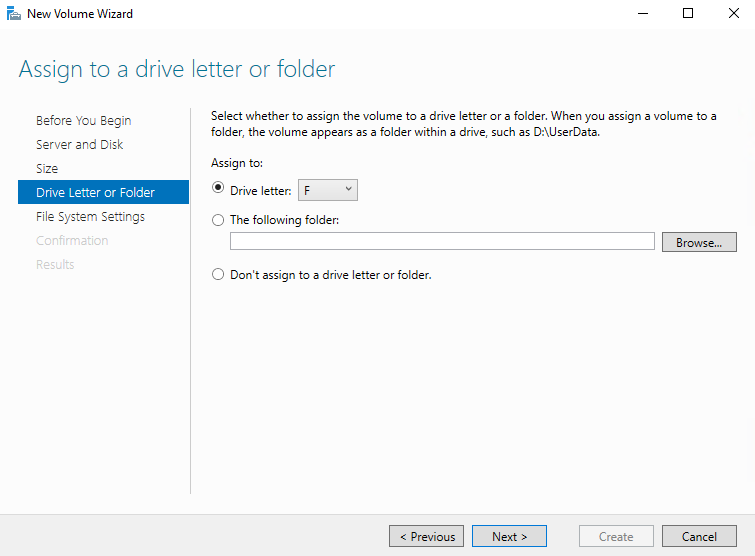 New Volume Wizard
Assign to a drive letter or folder
Before You Begin
Server and Disk
Size
Drive Letter or Folder
File System Settings
Confirmation
Results
Select whether to assign the volume to a drive letter or a folder. When you assign a volume to a
folder, the volume appears as a folder within a drive, such as D:\UserData.
Assign to:
Drive letter: F
The following folder:
Browse...
Don't assign to a drive letter or folder.
< Previous Next > Create Cancel